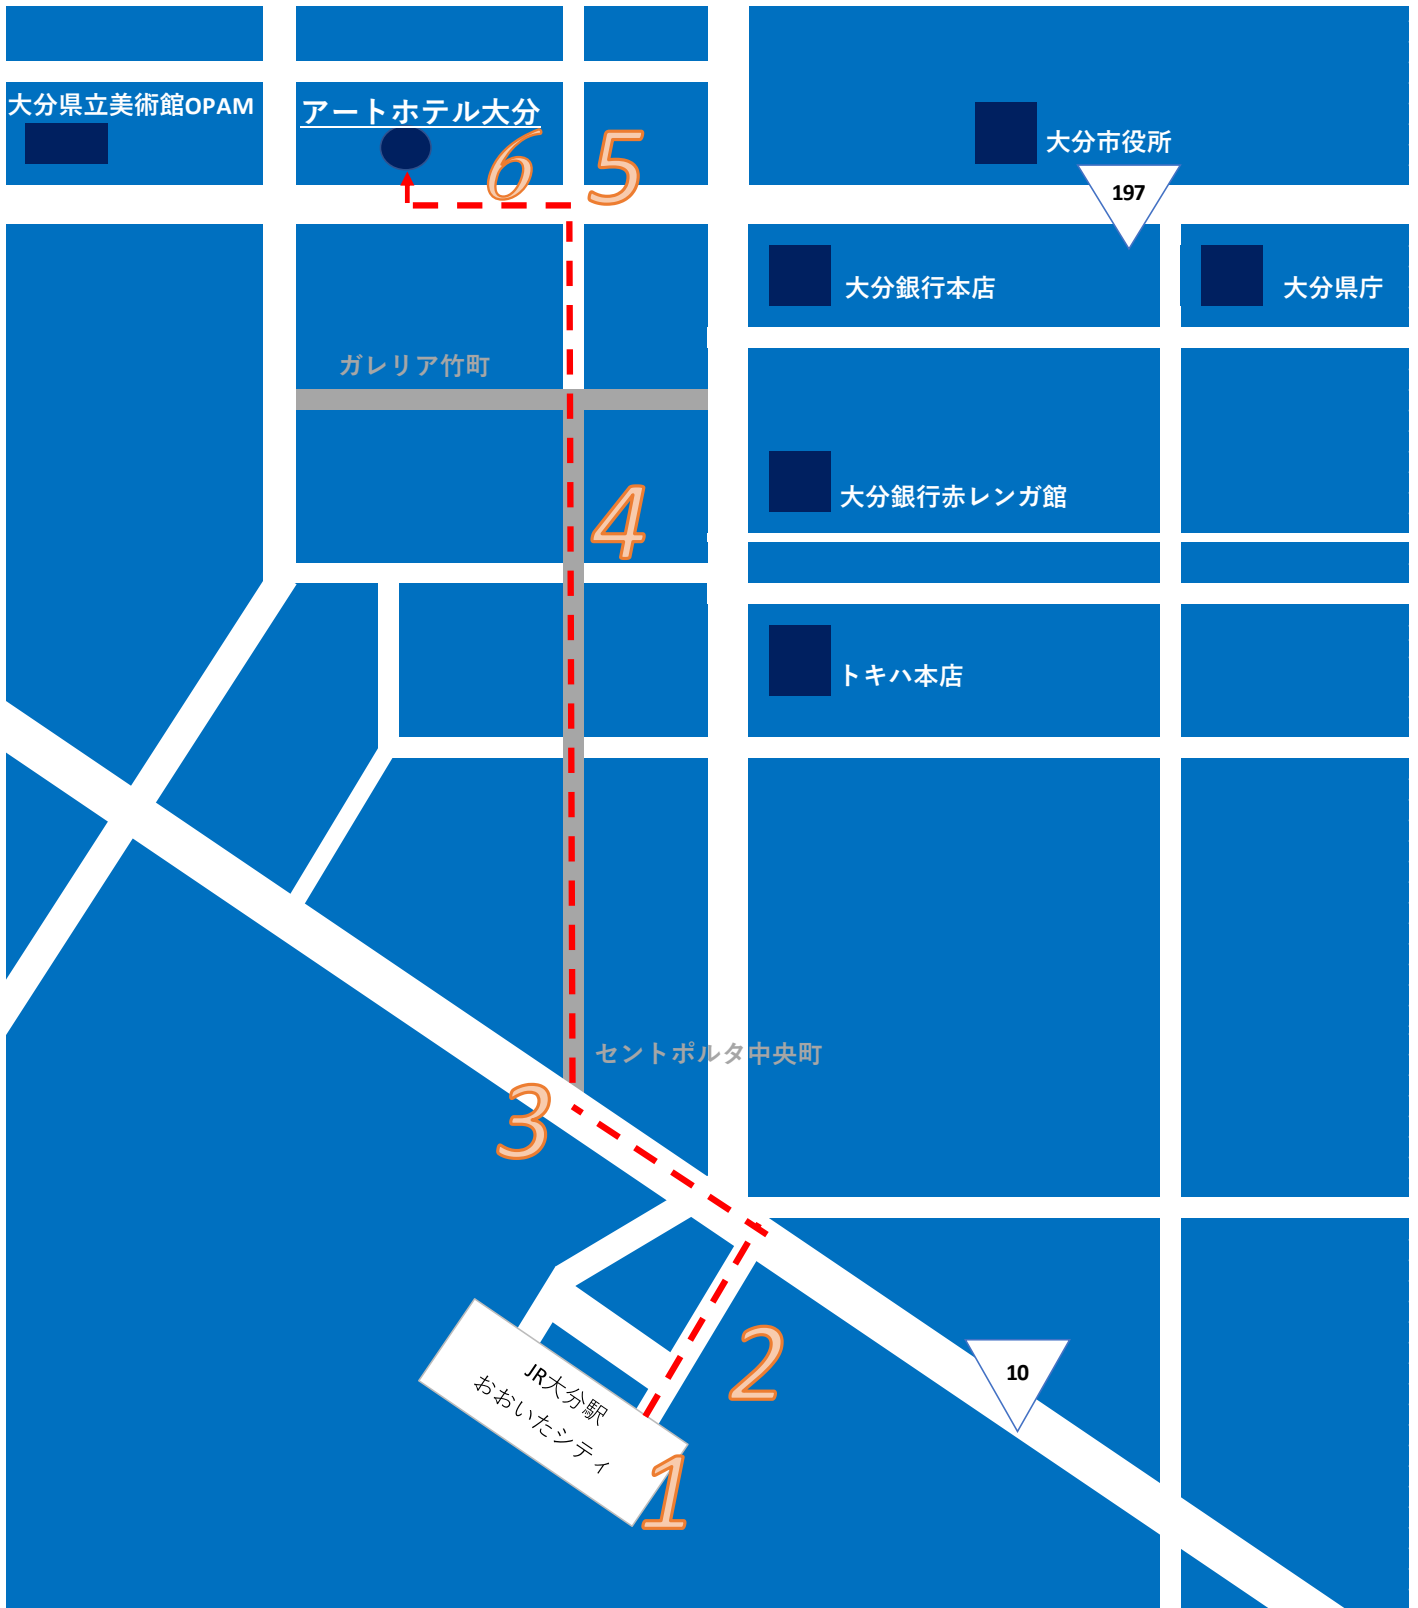 大分県立美術館OPAM
アートホテル大分
6
5
大分市役所
197
大分銀行本店
大分県庁
ガレリア竹町
4
大分銀行赤レンガ館
トキハ本店
セントポルタ中央町
3
2
10
JR大分駅
おおいたシティ
1